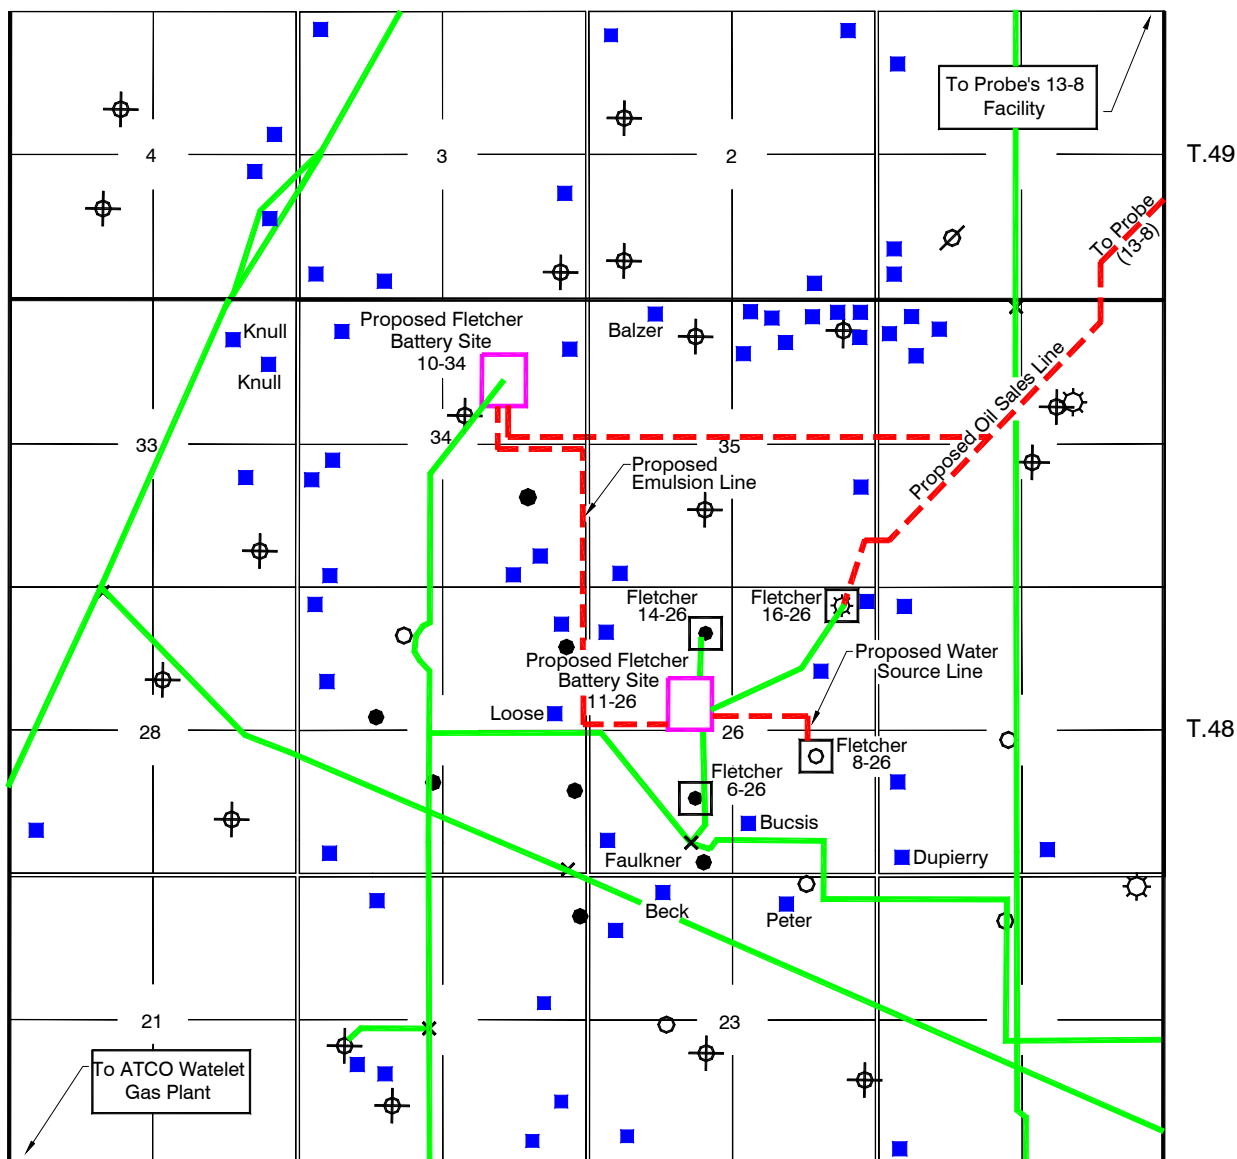 To Probe's 13-8
Facility
4
3
2
T.49
To Probe
(13-8)
Knull
Knull
Proposed Fletcher
Battery Site
10-34
Balzer
33
34
35
Proposed Oil Sales Line
Proposed
Emulsion Line
Fletcher
14-26
Fletcher
16-26
Proposed Fletcher
Battery Site
11-26
Proposed Water
Source Line
Loose
28
26
T.48
Fletcher
8-26
Fletcher
6-26
Bucsis
Faulkner
Dupierry
Beck
Peter
21
23
To ATCO Watelet
Gas Plant